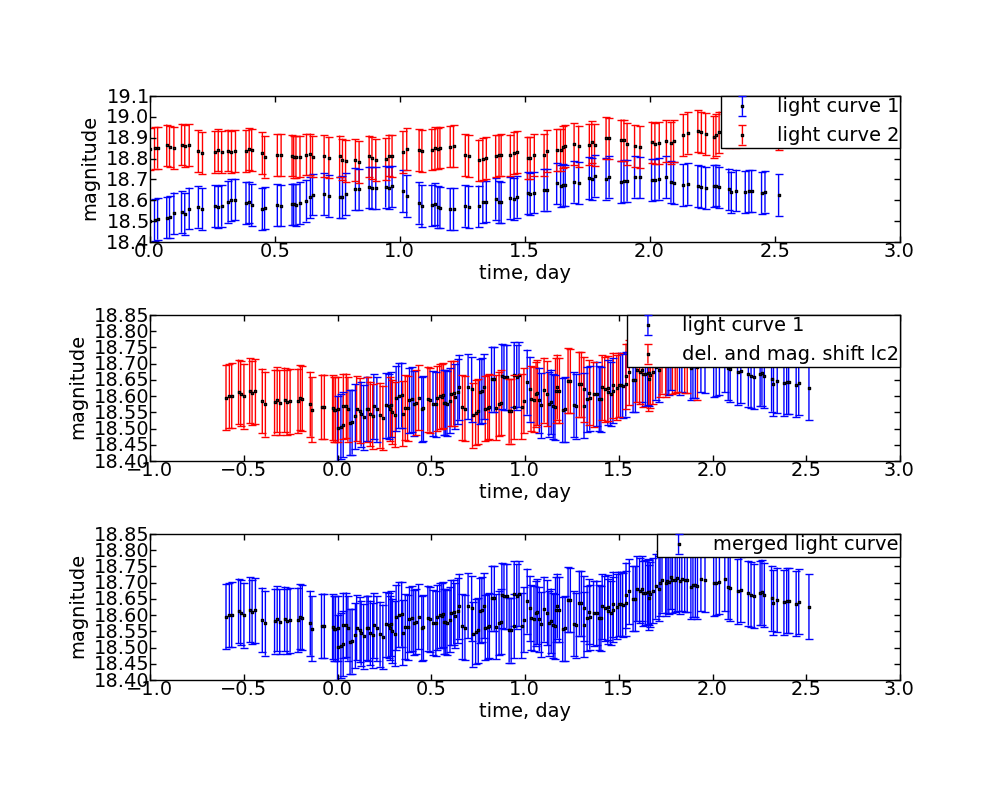 19.1
19.0
18.9
18.8
18.7
18.6
18.5
18.4
magnitude
light curve 1
light curve 2
0.0 0.5 1.0 1.5 2.0 2.5 3.0
time, day
18.85
18.80
18.75
18.70
18.65
18.60
18.55
18.50
18.45
18.40
magnitude
light curve 1
del. and mag. shift lc2
−1.0 −0.5 0.0 0.5 1.0 1.5 2.0 2.5 3.0
time, day
18.85
18.80
18.75
18.70
18.65
18.60
18.55
18.50
18.45
18.40
magnitude
merged light curve
−1.0 −0.5 0.0 0.5 1.0 1.5 2.0 2.5 3.0
time, day